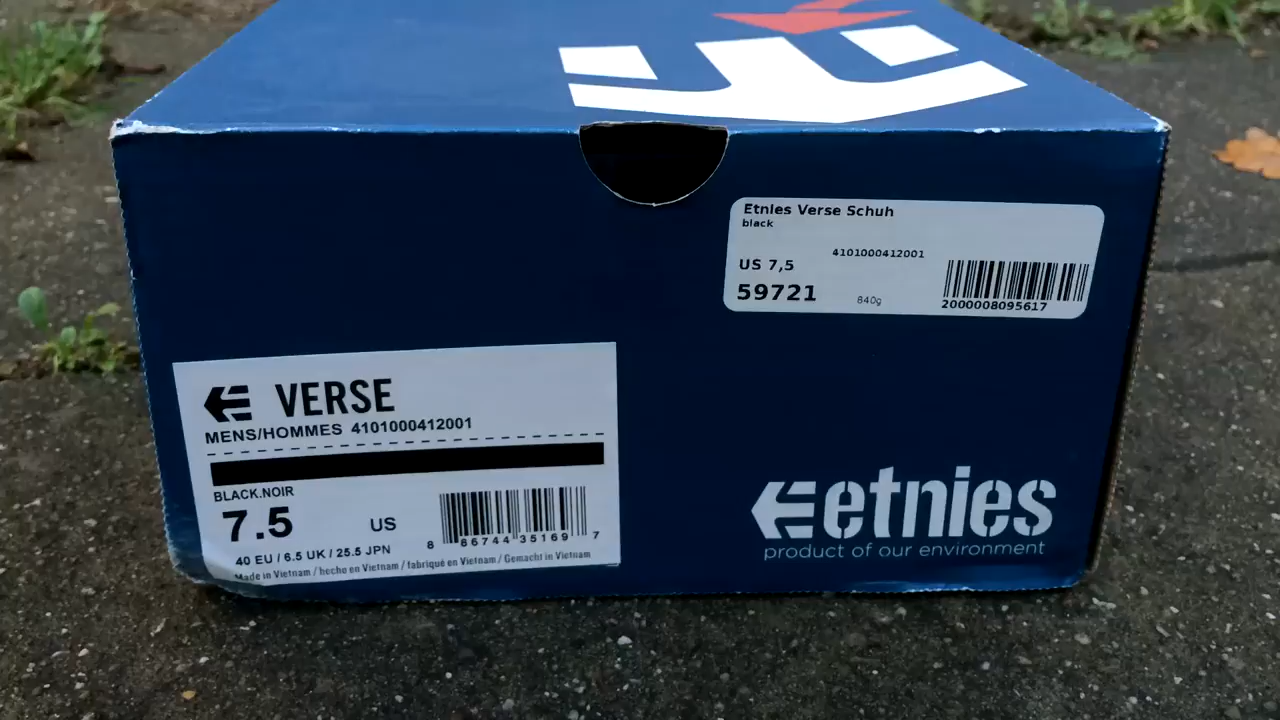 Etnies Verse Schuh
black
4101000412001
US 7,5
59721
840g
2000008095617
VERSE
MENS/HOMMES 4101000412001
BLACK.NOIR
7.5 US
8 86744 35169 7
40 EU / 6.5 UK / 25.5 JPN
Made in Vietnam / hecho en Vietnam / fabriqué en Vietnam / Gemacht in Vietnam
etnies
product of our environment